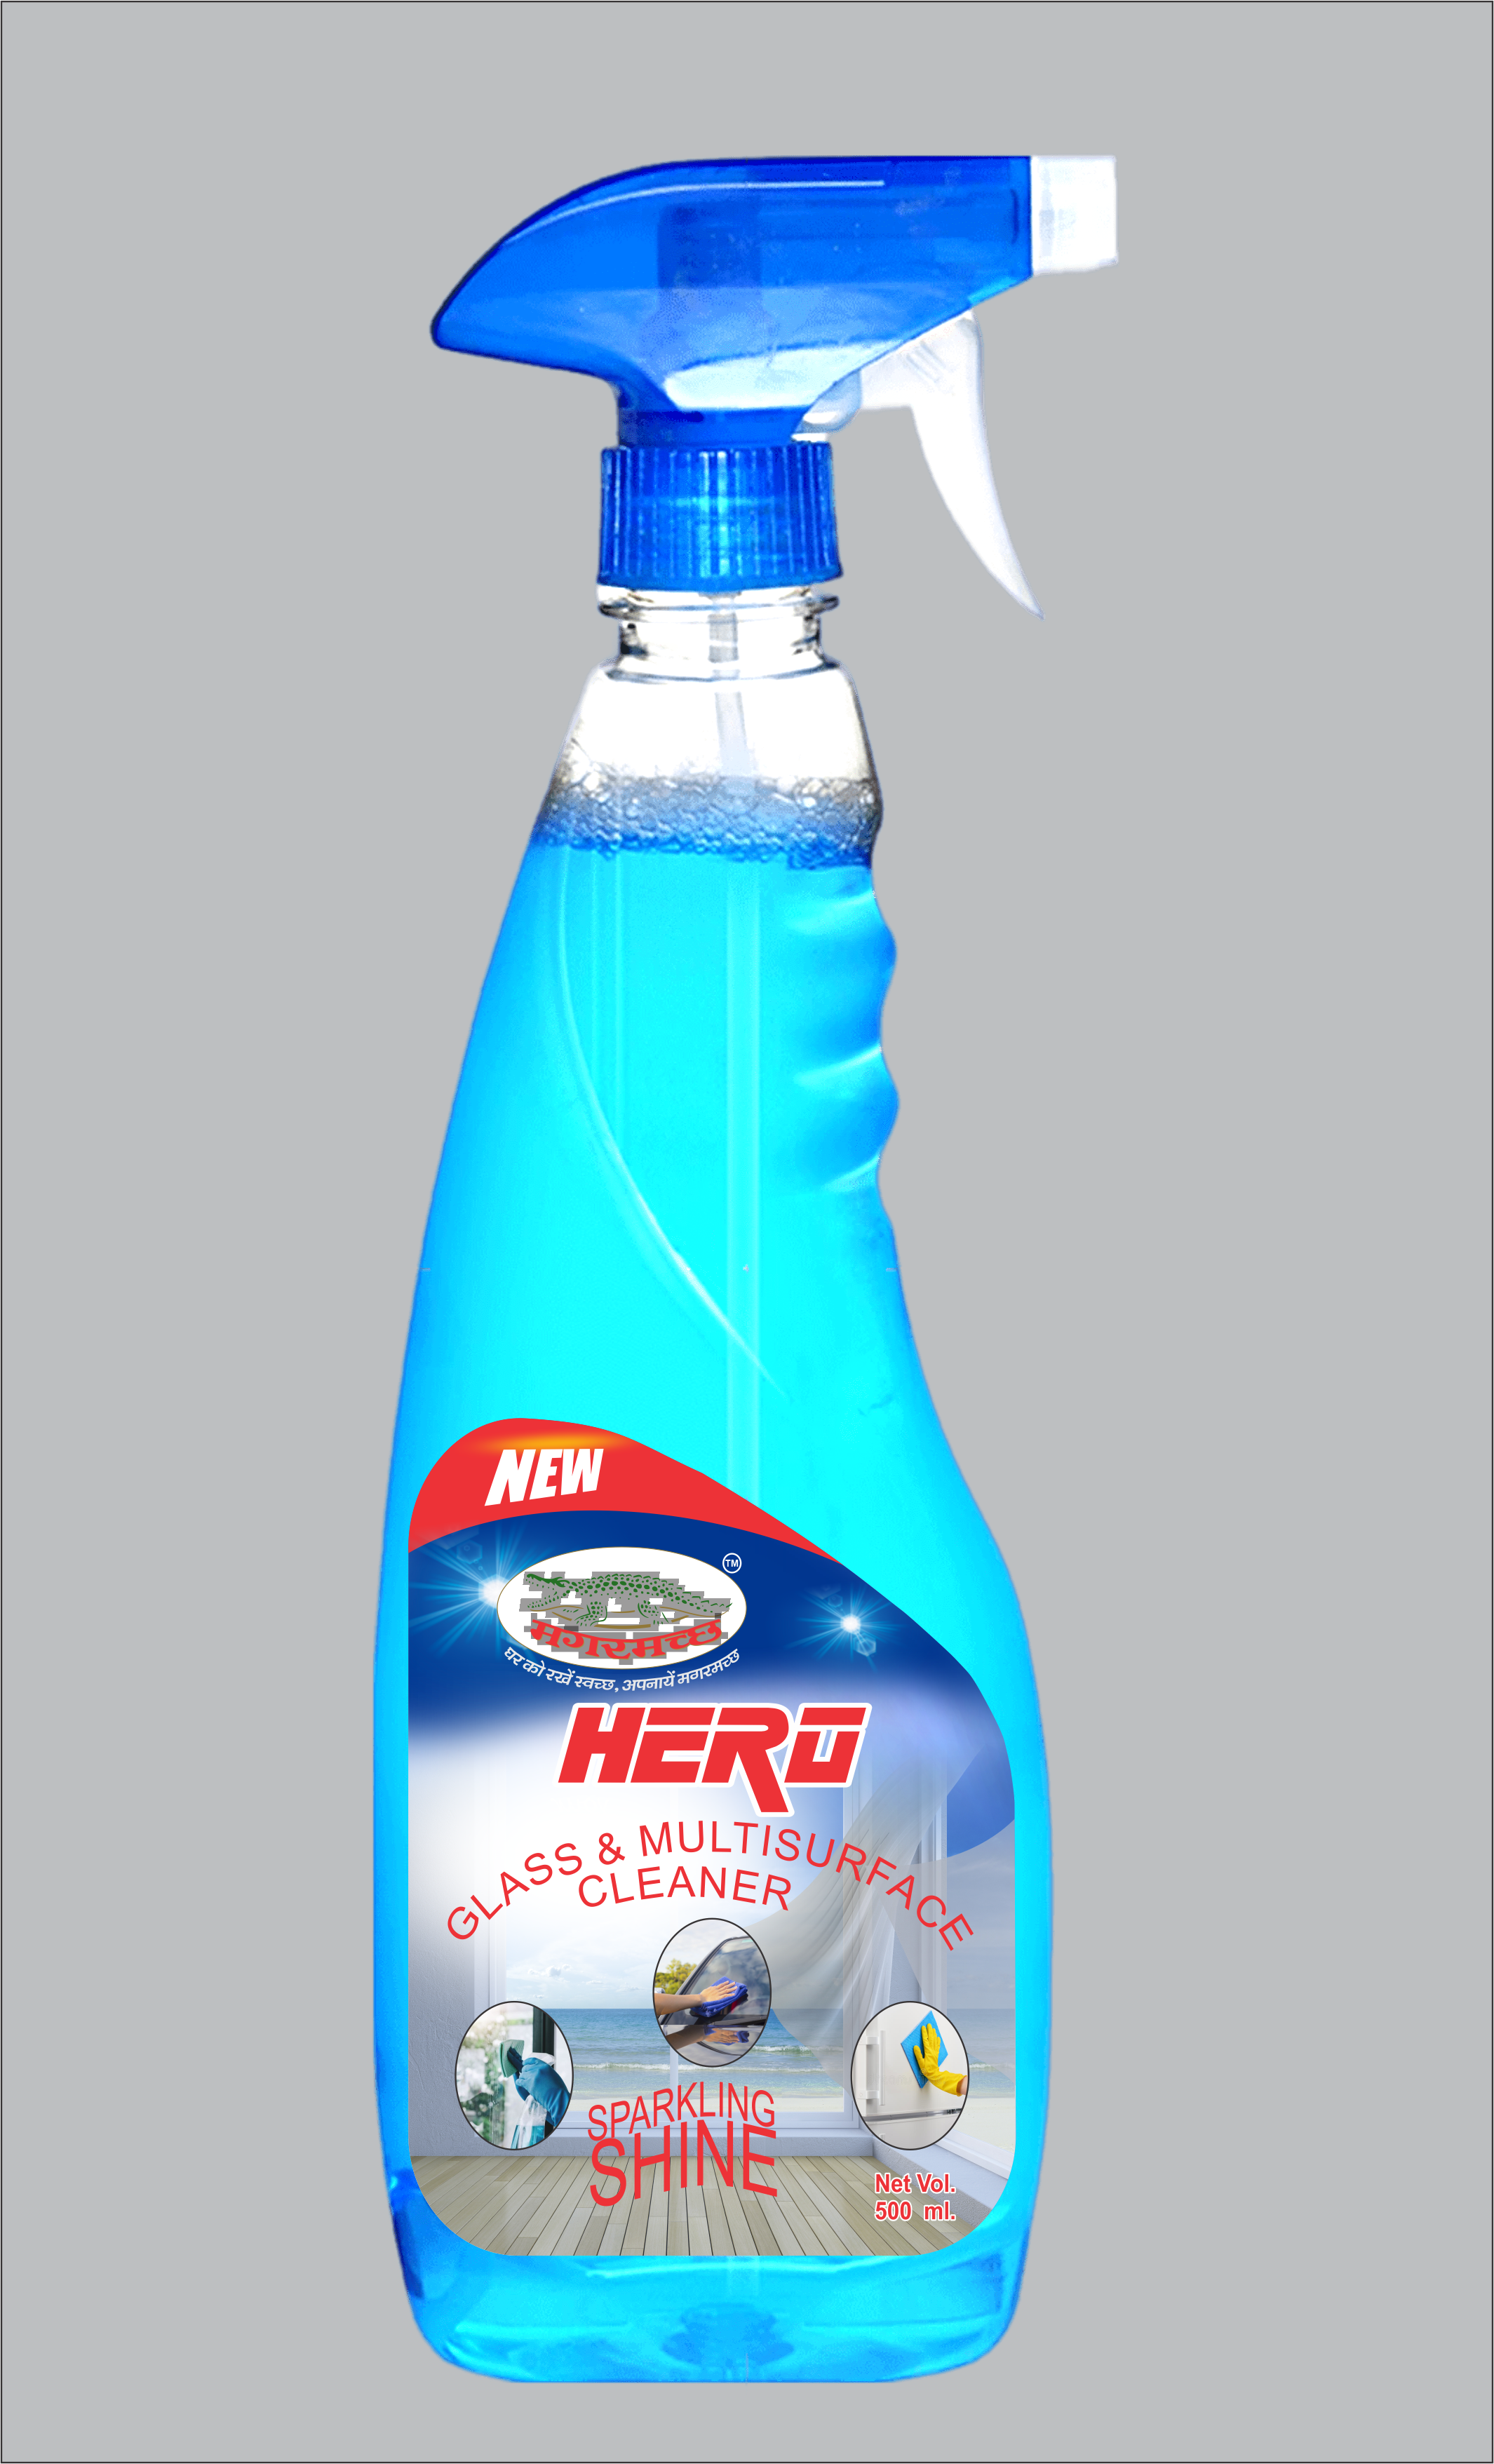 NEW
TM
मगरमच्छ
घर को रखें स्वच्छ, अपनायें मगरमच्छ
HERO
GLASS & MULTISURFACE
CLEANER
SPARKLING
SHINE
Net Vol.
500 ml.